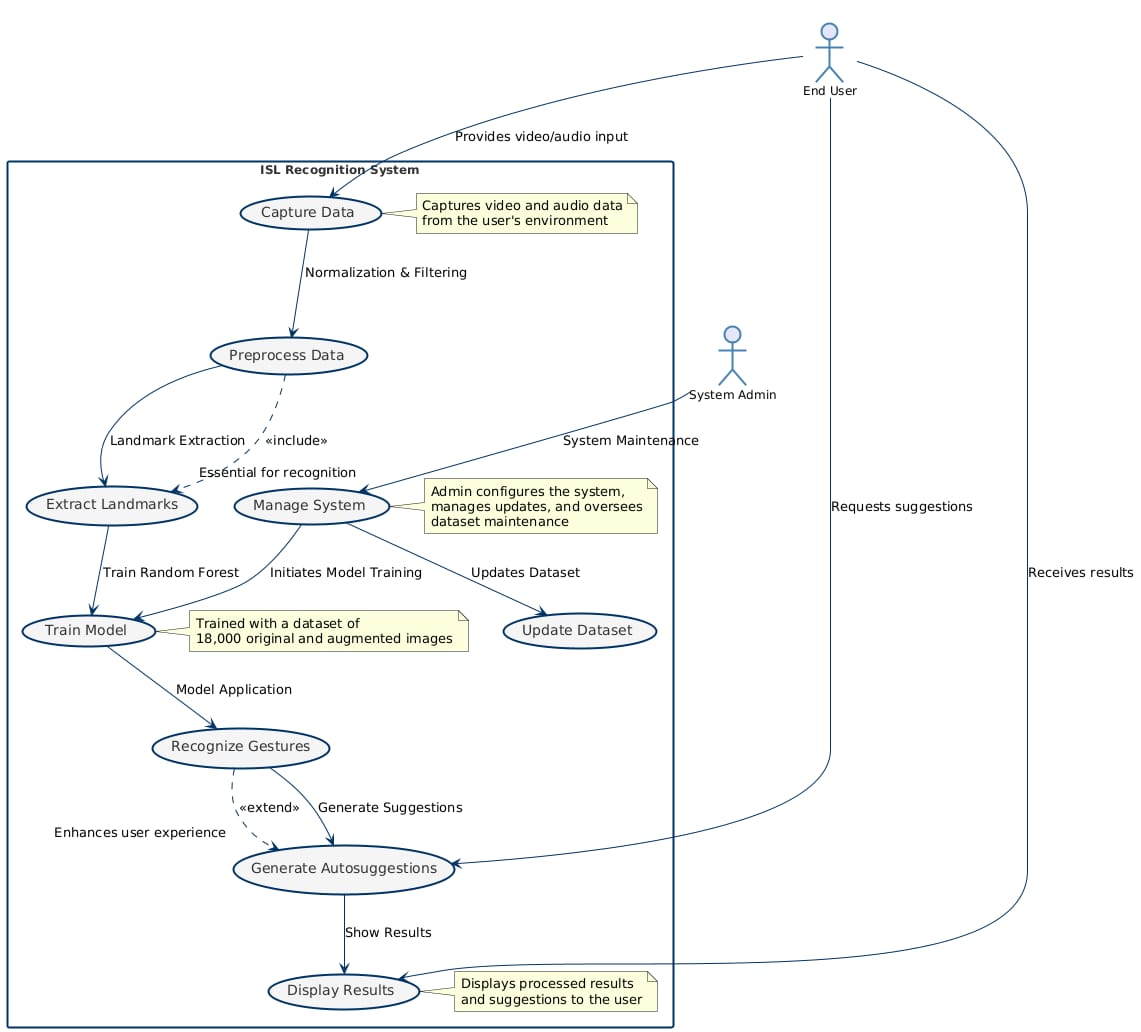 End User
Provides video/audio input
ISL Recognition System
Capture Data
Captures video and audio data
from the user's environment
Normalization & Filtering
Preprocess Data
System Admin
Landmark Extraction
«include»
System Maintenance
Essential for recognition
Extract Landmarks
Manage System
Admin configures the system,
manages updates, and oversees
dataset maintenance
Requests suggestions
Train Random Forest
Initiates Model Training
Updates Dataset
Receives results
Train Model
Trained with a dataset of
18,000 original and augmented images
Update Dataset
Model Application
Recognize Gestures
«extend»
Generate Suggestions
Enhances user experience
Generate Autosuggestions
Show Results
Display Results
Displays processed results
and suggestions to the user